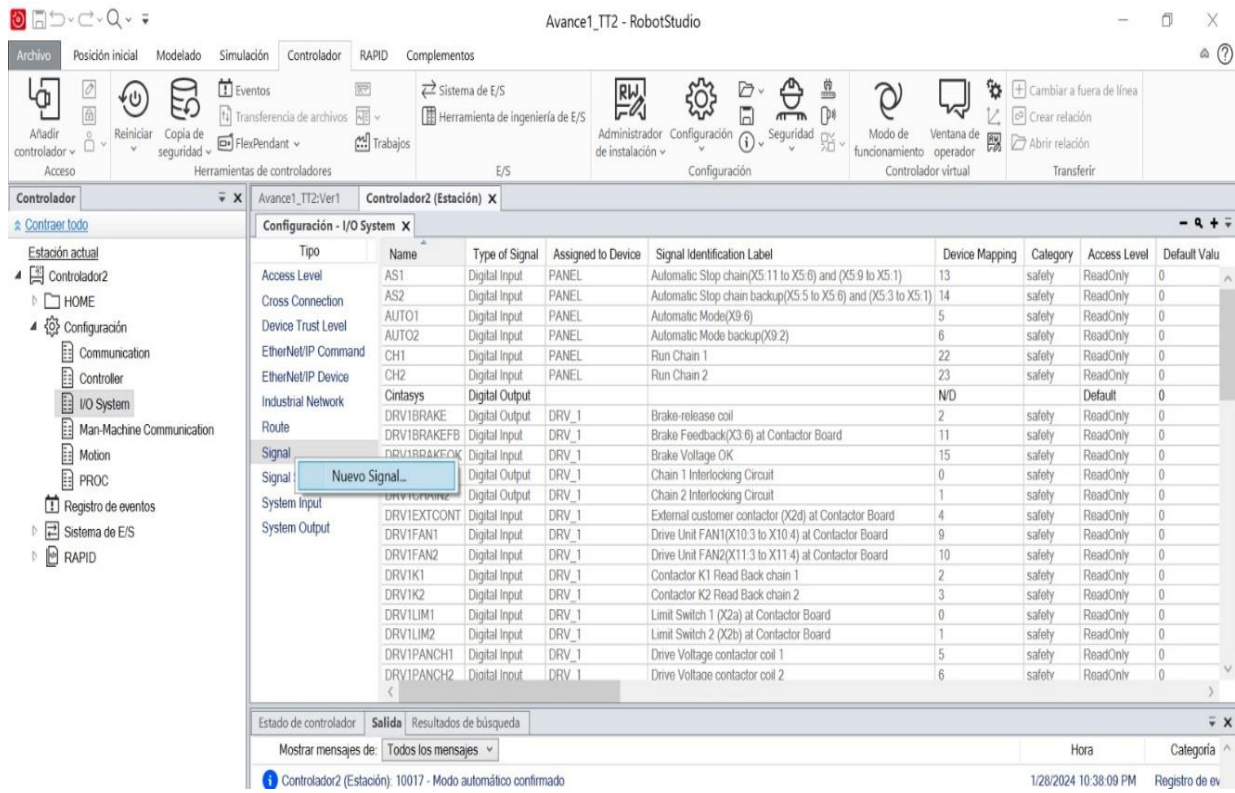 Avance1_TT2 - RobotStudio
Archivo Posición inicial Modelado Simulación Controlador RAPID Complementos
Añadir controlador
Acceso
Reiniciar
Copia de seguridad
Eventos
Transferencia de archivos
FlexPendant
Trabajos
Herramientas de controladores
Sistema de E/S
Herramienta de ingeniería de E/S
E/S
Administrador de instalación
Configuración
Seguridad
Configuración
Modo de funcionamiento
Ventana de operador
Controlador virtual
Cambiar a fuera de línea
Crear relación
Abrir relación
Transferir
Controlador
Contraer todo
Estación actual
Controlador2
HOME
Configuración
Communication
Controller
I/O System
Man-Machine Communication
Motion
PROC
Registro de eventos
Sistema de E/S
RAPID
Avance1_TT2:Ver1 Controlador2 (Estación) X
Configuración - I/O System X
Tipo
Access Level
Cross Connection
Device Trust Level
EtherNet/IP Command
EtherNet/IP Device
Industrial Network
Route
Signal
Signal
System Input
System Output
Nuevo Signal...
Name Type of Signal Assigned to Device Signal Identification Label Device Mapping Category Access Level Default Valu
AS1 Digital Input PANEL Automatic Stop chain(X5:11 to X5:6) and (X5:9 to X5:1) 13 safety ReadOnly 0
AS2 Digital Input PANEL Automatic Stop chain backup(X5:5 to X5:6) and (X5:3 to X5:1) 14 safety ReadOnly 0
AUTO1 Digital Input PANEL Automatic Mode(X9:6) 5 safety ReadOnly 0
AUTO2 Digital Input PANEL Automatic Mode backup(X9:2) 6 safety ReadOnly 0
CH1 Digital Input PANEL Run Chain 1 22 safety ReadOnly 0
CH2 Digital Input PANEL Run Chain 2 23 safety ReadOnly 0
Cintasys Digital Output N/D Default 0
DRV1BRAKE Digital Output DRV_1 Brake-release coil 2 safety ReadOnly 0
DRV1BRAKEFB Digital Input DRV_1 Brake Feedback(X3:6) at Contactor Board 11 safety ReadOnly 0
DRV1BRAKEOK Digital Input DRV_1 Brake Voltage OK 15 safety ReadOnly 0
Digital Output DRV_1 Chain 1 Interlocking Circuit 0 safety ReadOnly 0
DRV1CHAIN2 Digital Output DRV_1 Chain 2 Interlocking Circuit 1 safety ReadOnly 0
DRV1EXTCONT Digital Input DRV_1 External customer contactor (X2d) at Contactor Board 4 safety ReadOnly 0
DRV1FAN1 Digital Input DRV_1 Drive Unit FAN1(X10:3 to X10:4) at Contactor Board 9 safety ReadOnly 0
DRV1FAN2 Digital Input DRV_1 Drive Unit FAN2(X11:3 to X11:4) at Contactor Board 10 safety ReadOnly 0
DRV1K1 Digital Input DRV_1 Contactor K1 Read Back chain 1 2 safety ReadOnly 0
DRV1K2 Digital Input DRV_1 Contactor K2 Read Back chain 2 3 safety ReadOnly 0
DRV1LIM1 Digital Input DRV_1 Limit Switch 1 (X2a) at Contactor Board 0 safety ReadOnly 0
DRV1LIM2 Digital Input DRV_1 Limit Switch 2 (X2b) at Contactor Board 1 safety ReadOnly 0
DRV1PANCH1 Digital Input DRV_1 Drive Voltage contactor coil 1 5 safety ReadOnly 0
DRV1PANCH2 Digital Input DRV_1 Drive Voltage contactor coil 2 6 safety ReadOnly 0
Estado de controlador Salida Resultados de búsqueda
Mostrar mensajes de: Todos los mensajes Hora Categoría
Controlador2 (Estación): 10017 - Modo automático confirmado 1/28/2024 10:38:09 PM Registro de ev